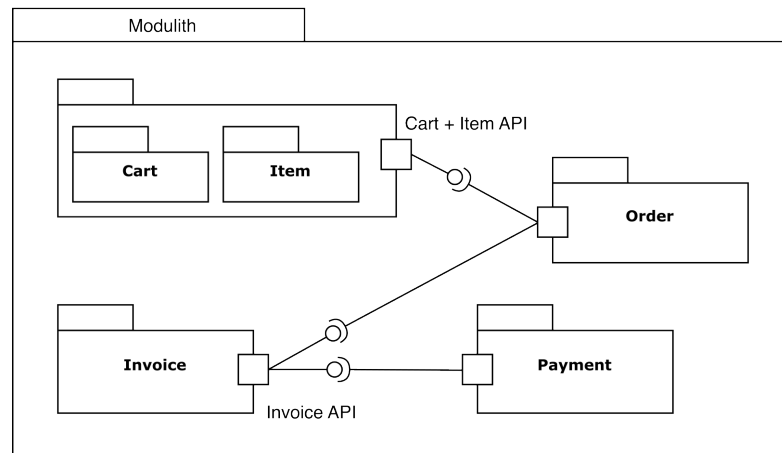 Modulith
Cart + Item API
Cart
Item
Order
Invoice
Payment
Invoice API